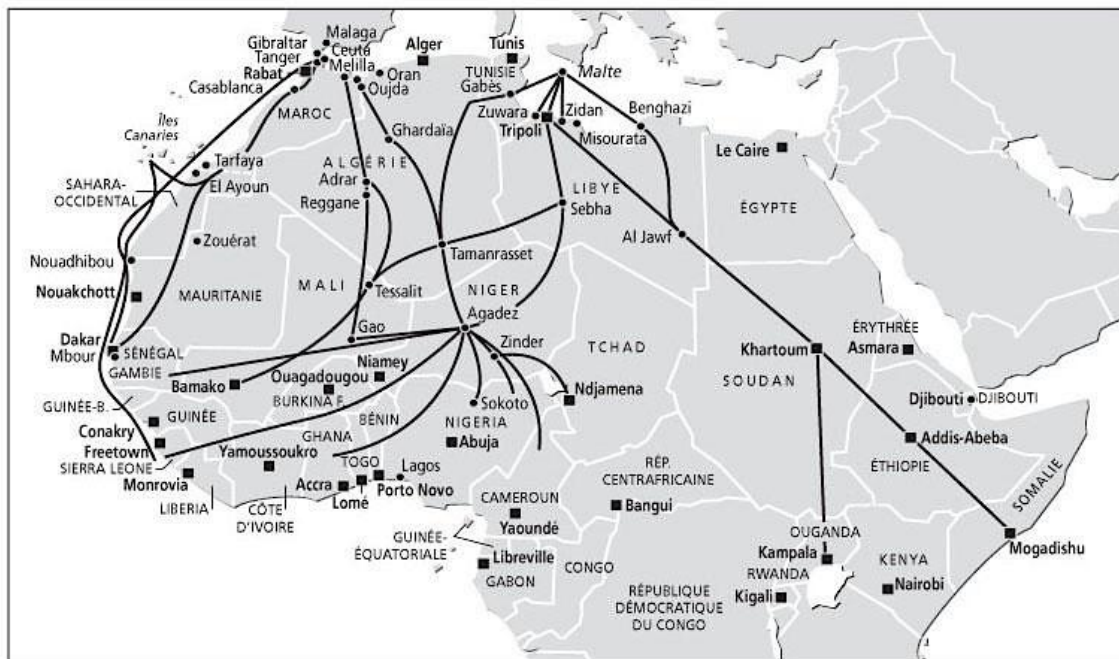 Malaga
Gibraltar
Ceuta
Tanger
Melilla
Rabat
Casablanca
Oran
Oujda
Alger
Tunis
TUNISIE
Gabès
Malte
Zuwara
Zidan
Tripoli
Misourata
Benghazi
Le Caire
MAROC
Ghardaïa
Îles
Canaries
Tarfaya
El Ayoun
ALGÉRIE
Adrar
Reggane
SAHARA-
OCCIDENTAL
LIBYE
Sebha
ÉGYPTE
Al Jawf
Zouérat
Tamanrasset
Nouadhibou
Nouakchott
MAURITANIE
MALI
Tessalit
NIGER
Agadez
Gao
Zinder
TCHAD
Dakar
Mbour
SÉNÉGAL
GAMBIE
Bamako
Niamey
Ouagadougou
BURKINA F.
Ndjamena
Khartoum
SOUDAN
ÉRYTHRÉE
Asmara
Djibouti
DJIBOUTI
GUINÉE-B.
GUINÉE
BÉNIN
Sokoto
NIGERIA
Abuja
Conakry
Freetown
SIERRA LEONE
Yamoussoukro
GHANA
TOGO
Lagos
Monrovia
Accra
Porto Novo
Lomé
LIBERIA
CÔTE
D'IVOIRE
Addis-Abeba
ÉTHIOPIE
SOMALIE
RÉP.
CENTRAFRICAINE
CAMEROUN
Yaoundé
Bangui
GUINÉE-
ÉQUATORIALE
Libreville
GABON
CONGO
OUGANDA
Kampala
RWANDA
Kigali
KENYA
Nairobi
Mogadishu
RÉPUBLIQUE
DÉMOCRATIQUE
DU CONGO